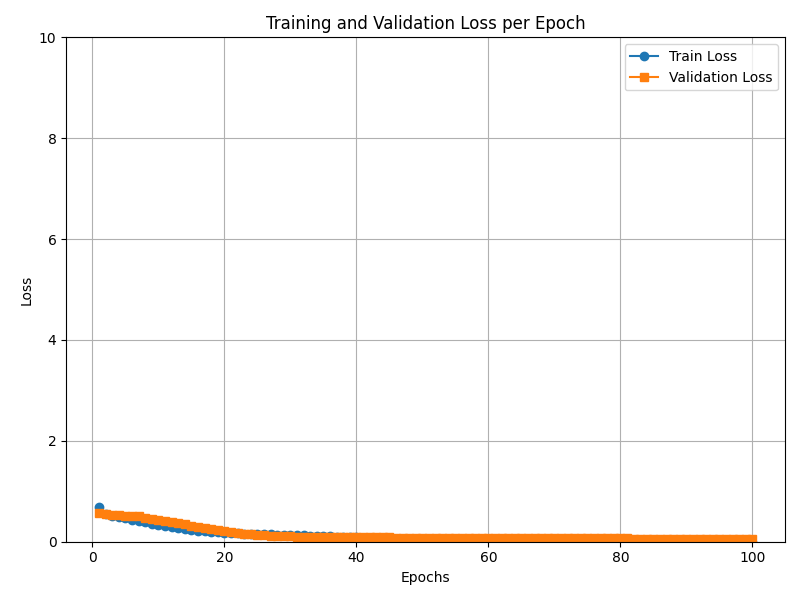 Training and Validation Loss per Epoch
Train Loss
Validation Loss
10
8
6
4
2
0
Loss
0 20 40 60 80 100
Epochs